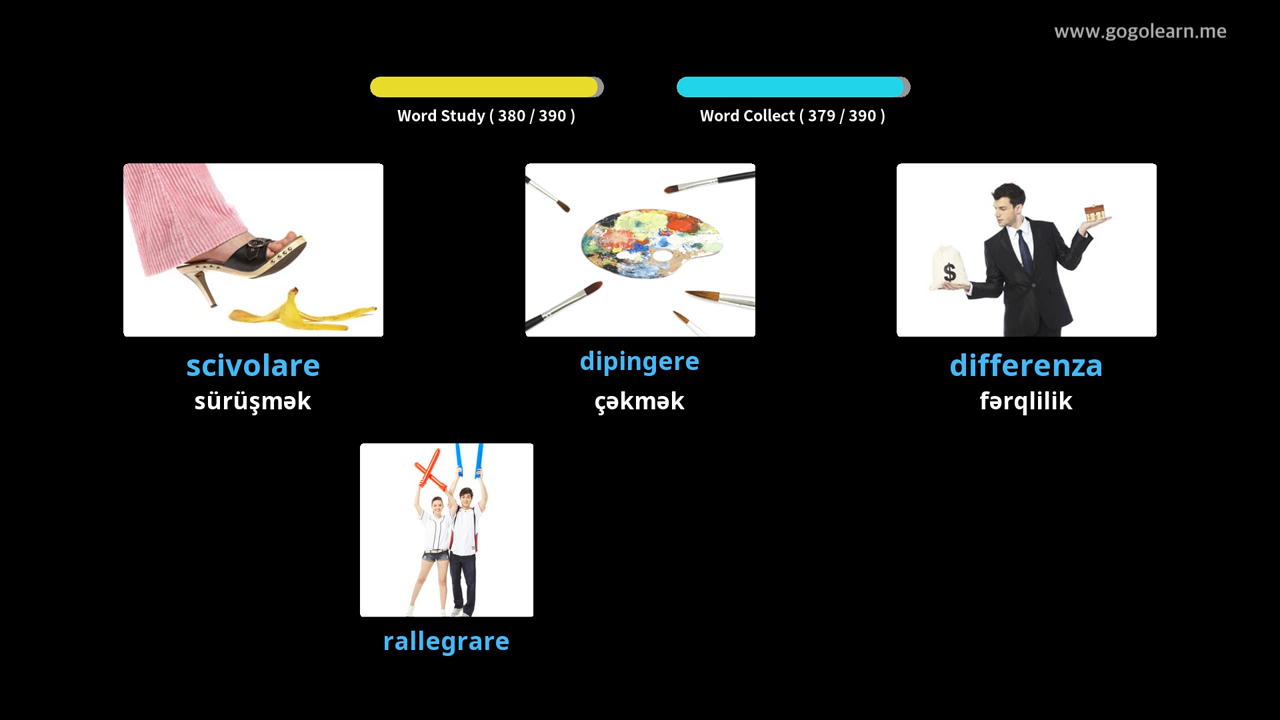 www.gogolearn.me
Word Study ( 380 / 390 )
Word Collect ( 379 / 390 )
$
scivolare
dipingere
differenza
sürüşmək
çəkmək
fərqlilik
rallegrare